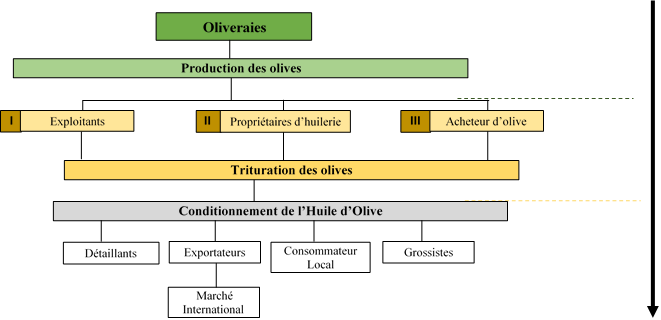 Oliveraies
Production des olives
I Exploitants II Propriétaires d'huilerie III Acheteur d'olive
Trituration des olives
Conditionnement de l'Huile d'Olive
Détaillants Exportateurs Consommateur Local Grossistes
Marché
International